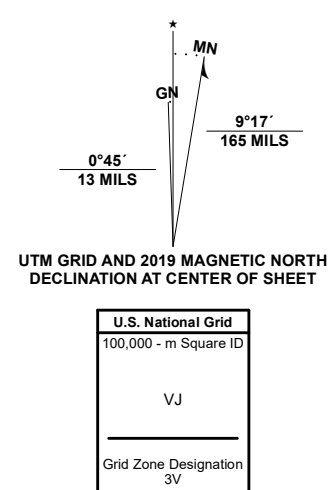 ★
MN
GN
9°17´
165 MILS
0°45´
13 MILS
UTM GRID AND 2019 MAGNETIC NORTH
DECLINATION AT CENTER OF SHEET
U.S. National Grid
100,000 - m Square ID
VJ
Grid Zone Designation
3V